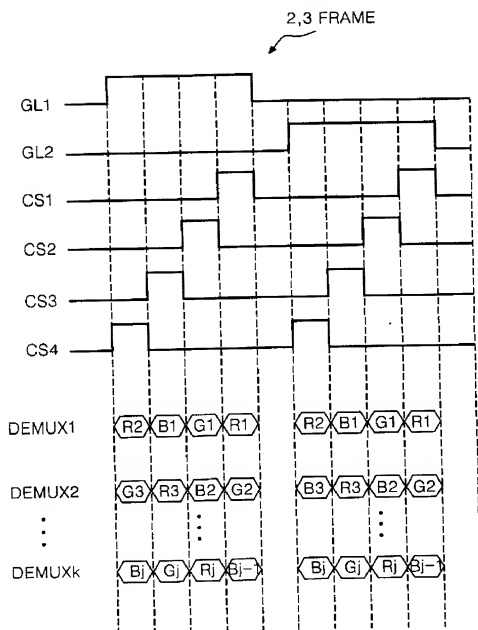 2,3 FRAME
GL1
GL2
CS1
CS2
CS3
CS4
DEMUX1 R2 B1 G1 R1 R2 B1 G1 R1
DEMUX2 G3 R3 B2 G2 B3 R3 B2 G2
DEMUXk Bj Gj Rj Bj-1 Bj Gj Rj Bj-1